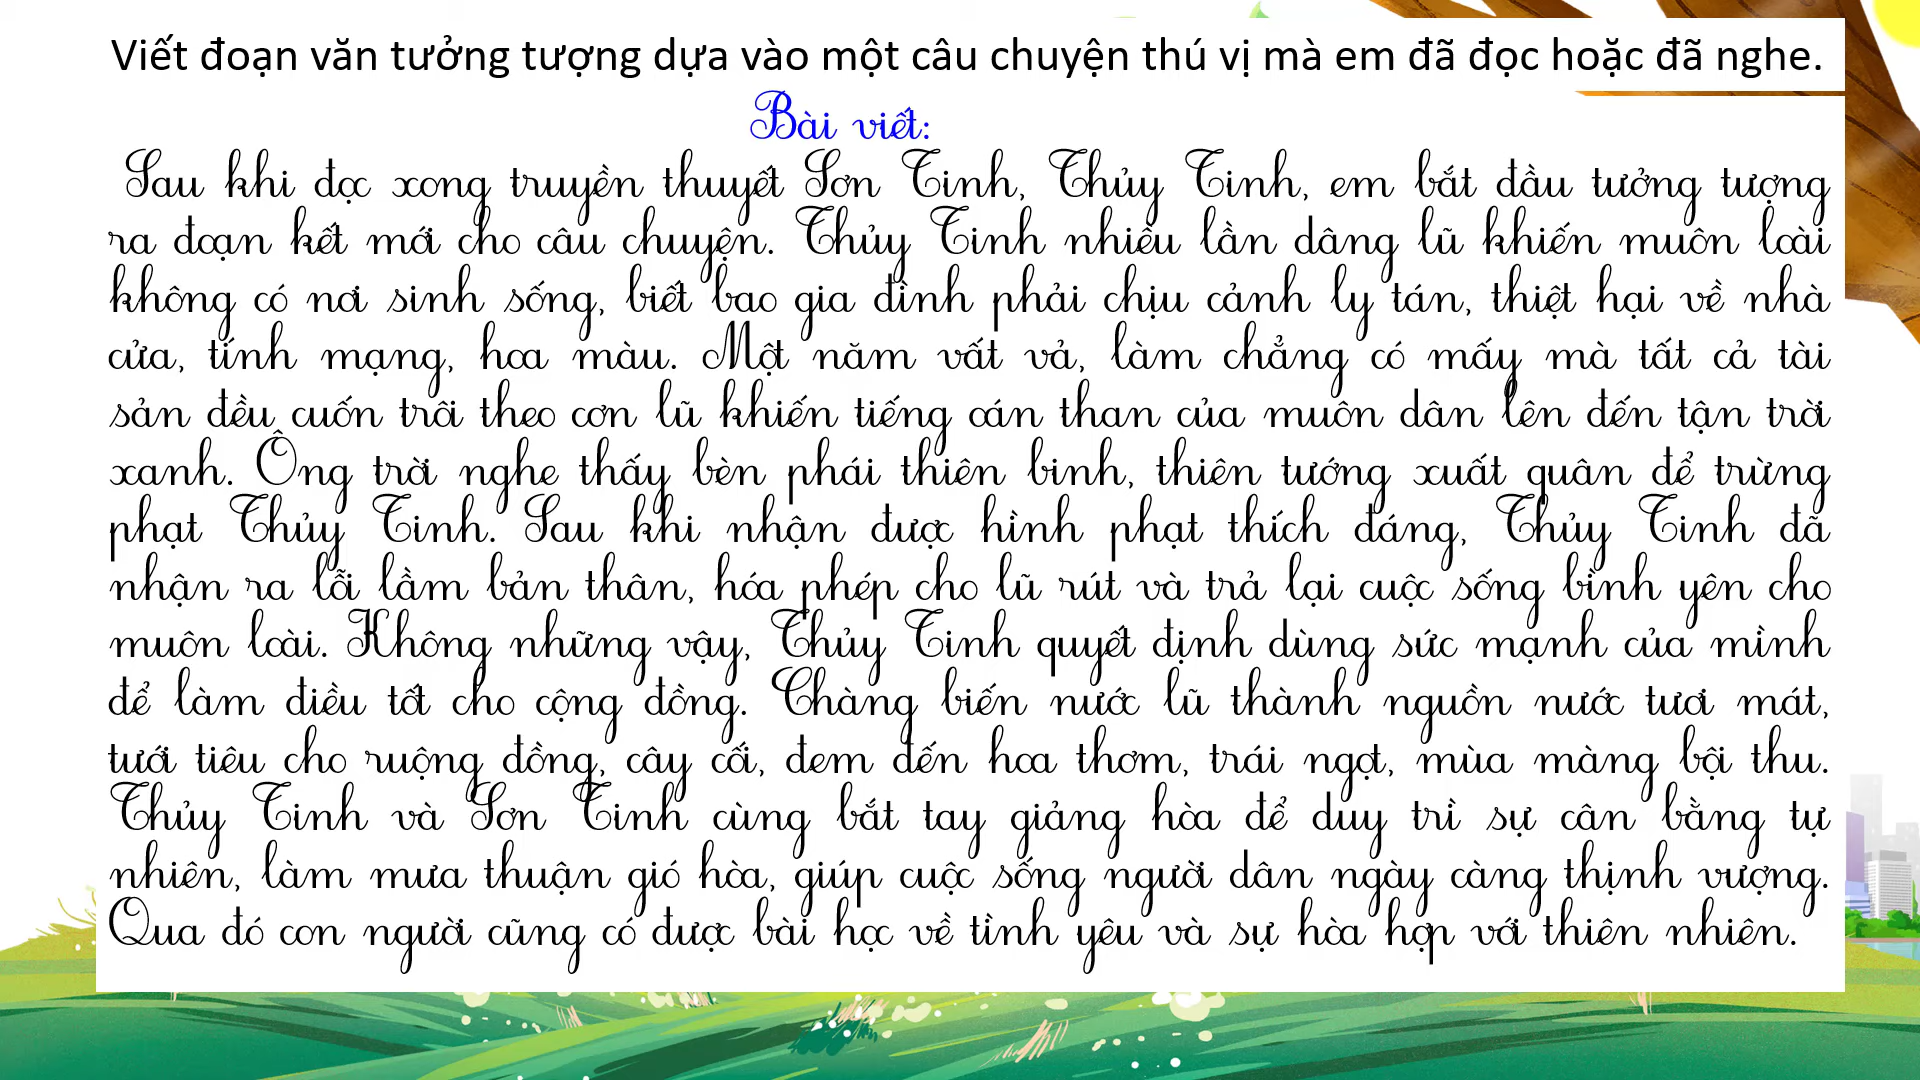 Viết đoạn văn tưởng tượng dựa vào một câu chuyện thú vị mà em đã đọc hoặc đã nghe.
Bài viết:
Sau khi đọc xong truyền thuyết Sơn Tinh, Thủy Tinh, em bắt đầu tưởng tượng
ra đoạn kết mới cho câu chuyện. Thủy Tinh nhiều lần dâng lũ khiến muôn loài
không có nơi sinh sống, biết bao gia đình phải chịu cảnh ly tán, thiệt hại về nhà
cửa, tính mạng, hoa màu. Một năm vất vả, làm chẳng có mấy mà tất cả tài
sản đều cuốn trôi theo cơn lũ khiến tiếng oán than của muôn dân lên đến tận trời
xanh. Ông trời nghe thấy bèn phái thiên binh, thiên tướng xuất quân để trừng
phạt Thủy Tinh. Sau khi nhận được hình phạt thích đáng, Thủy Tinh đã
nhận ra lỗi lầm bản thân, hóa phép cho lũ rút và trả lại cuộc sống bình yên cho
muôn loài. Không những vậy, Thủy Tinh quyết định dùng sức mạnh của mình
để làm điều tốt cho cộng đồng. Chàng biến nước lũ thành nguồn nước tươi mát,
tưới tiêu cho ruộng đồng, cây cối, đem đến hoa thơm, trái ngọt, mùa màng bội thu.
Thủy Tinh và Sơn Tinh cùng bắt tay giảng hòa để duy trì sự cân bằng tự
nhiên, làm mưa thuận gió hòa, giúp cuộc sống người dân ngày càng thịnh vượng.
Qua đó con người cũng có được bài học về tình yêu và sự hòa hợp với thiên nhiên.